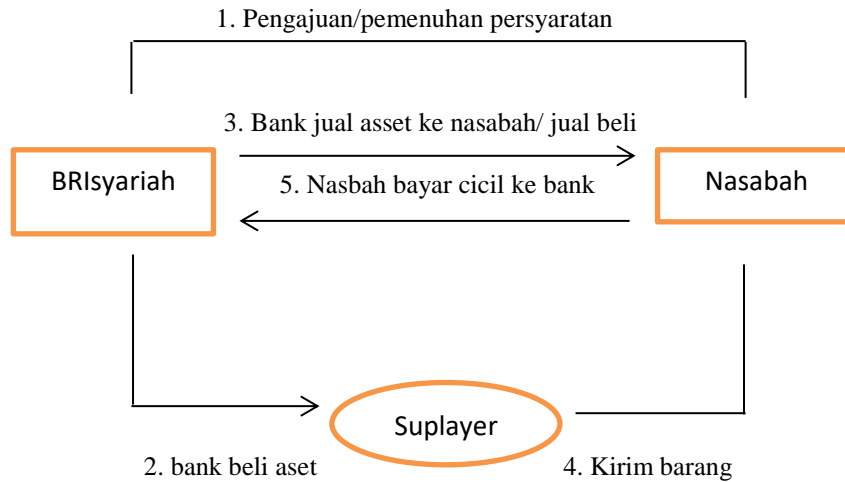 1. Pengajuan/pemenuhan persyaratan
3. Bank jual asset ke nasabah/ jual beli
BRIsyariah
5. Nasbah bayar cicil ke bank
Nasabah
Suplayer
2. bank beli aset
4. Kirim barang